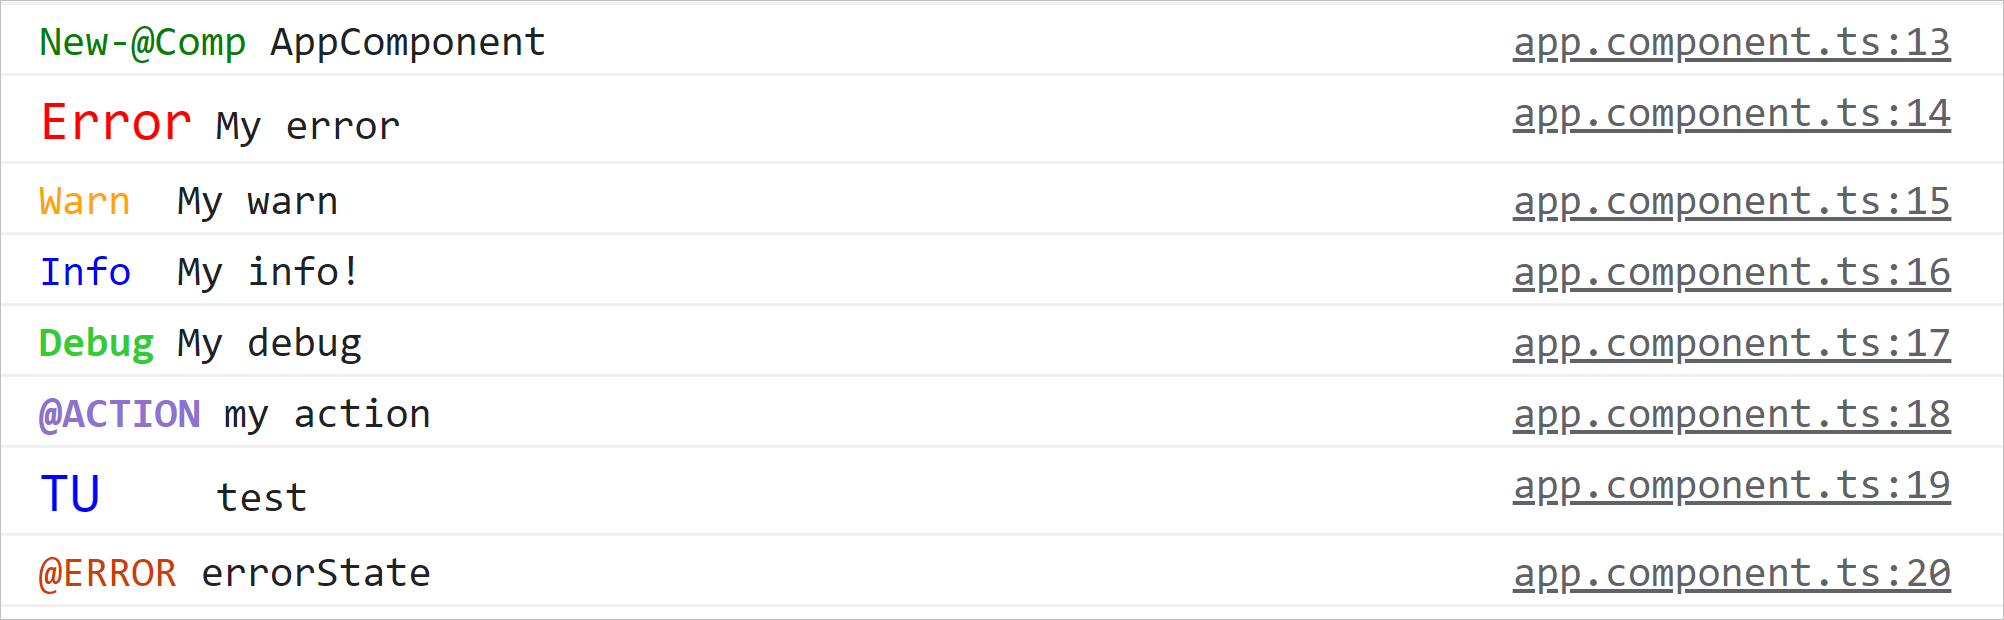 New-@Comp AppComponent app.component.ts:13
Error My error app.component.ts:14
Warn  My warn app.component.ts:15
Info  My info! app.component.ts:16
Debug My debug app.component.ts:17
@ACTION my action app.component.ts:18
TU    test app.component.ts:19
@ERROR errorState app.component.ts:20